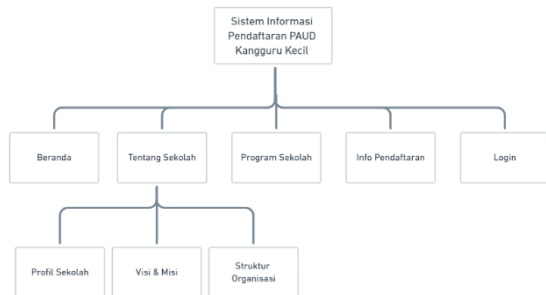 Sistem Informasi
Pendaftaran PAUD
Kangguru Kecil
Beranda
Tentang Sekolah
Program Sekolah
Info Pendaftaran
Login
Profil Sekolah
Visi & Misi
Struktur
Organisasi